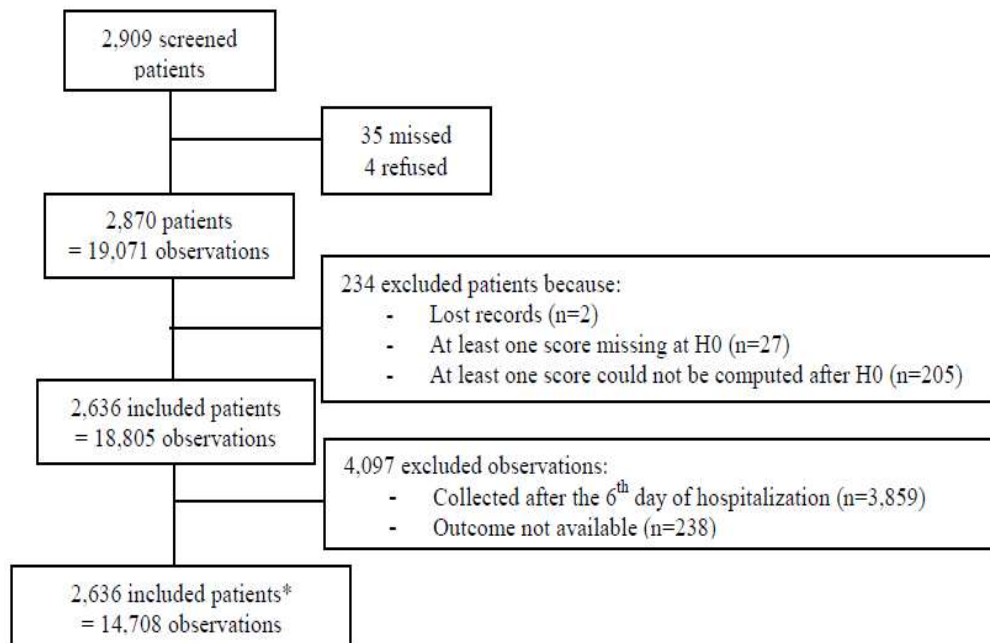 2,909 screened
patients
35 missed
4 refused
2,870 patients
= 19,071 observations
234 excluded patients because:
- Lost records (n=2)
- At least one score missing at H0 (n=27)
- At least one score could not be computed after H0 (n=205)
2,636 included patients
= 18,805 observations
4,097 excluded observations:
- Collected after the 6th day of hospitalization (n=3,859)
- Outcome not available (n=238)
2,636 included patients*
= 14,708 observations